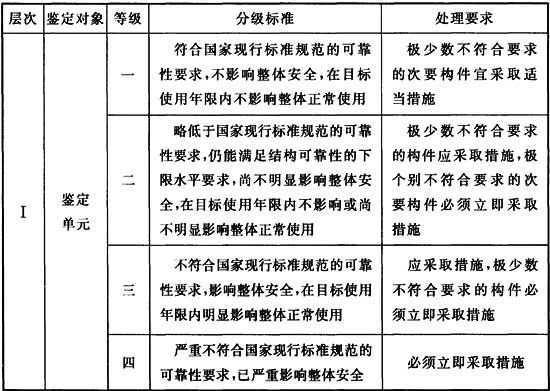 层次 鉴定对象 等级 分级标准 处理要求
Ⅰ
鉴定
单元
一
符合国家现行标准规范的可靠
性要求,不影响整体安全,在目标
使用年限内不影响整体正常使用
极少数不符合要求
的次要构件宜采取适
当措施
二
略低于国家现行标准规范的可靠
性要求,仍能满足结构可靠性的下
限水平要求,尚不明显影响整体安
全,在目标使用年限内不影响或尚
不明显影响整体正常使用
极少数不符合要求
的构件应采取措施,极
个别不符合要求的次
要构件必须立即采取
措施
三
不符合国家现行标准规范的可靠
性要求,影响整体安全,在目标使用
年限内明显影响整体正常使用
应采取措施,极少数
不符合要求的构件必
须立即采取措施
四
严重不符合国家现行标准规范的
可靠性要求,已严重影响整体安全
必须立即采取措施